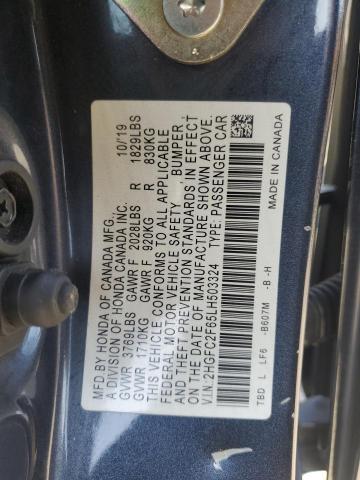 MFD BY HONDA OF CANADA MFG., 10/19
A DIVISION OF HONDA CANADA INC.
GVWR 3769LBS GAWR F 2028LBS R 1829LBS
GVWR 1710KG GAWR F 920KG R 830KG
THIS VEHICLE CONFORMS TO ALL APPLICABLE
FEDERAL MOTOR VEHICLE SAFETY BUMPER
AND THEFT PREVENTION STANDARDS IN EFFECT
ON THE DATE OF MANUFACTURE SHOWN ABOVE.
V.I.N: 2HGFC2F65LH503324 TYPE: PASSENGER CAR
TBD L LF6 -B607M -B -H MADE IN CANADA